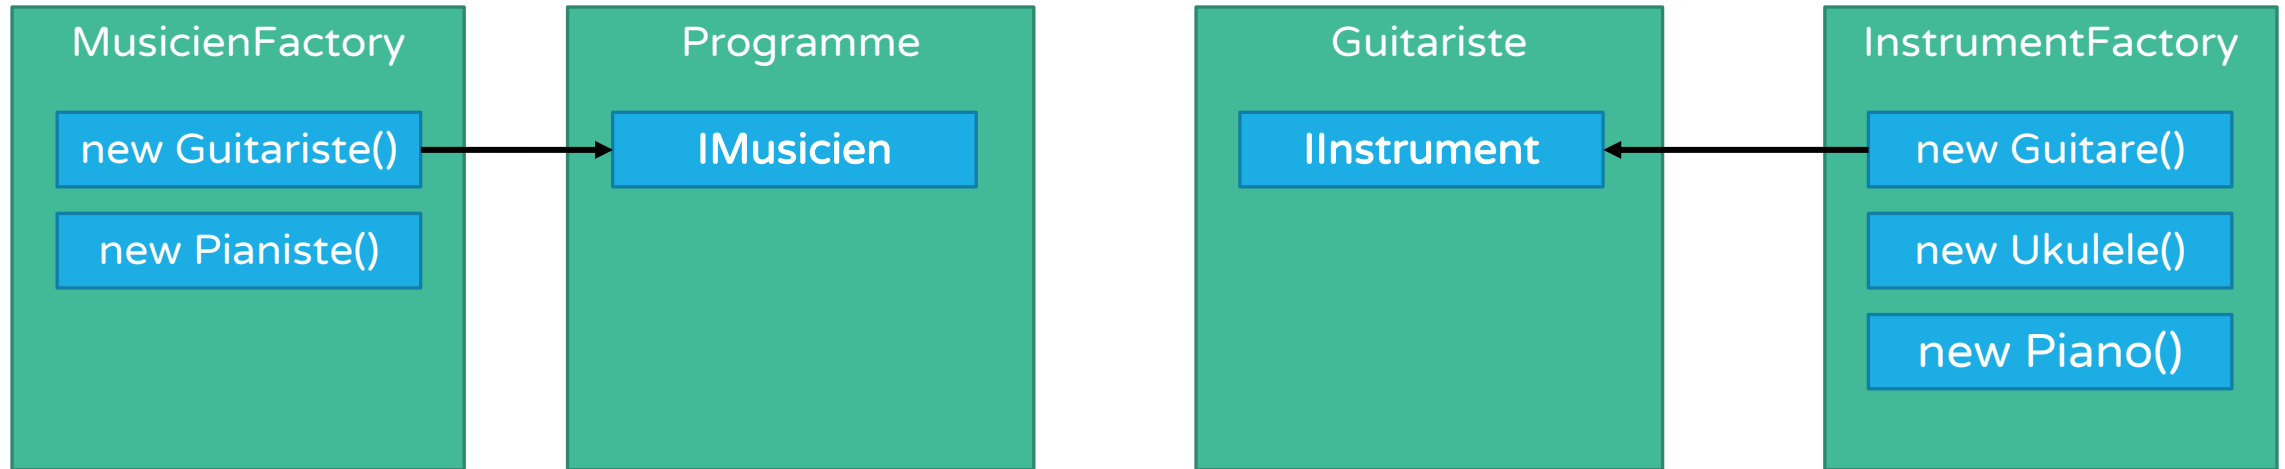 MusicienFactory
new Guitariste()
new Pianiste()
Programme
IMusicien
Guitariste
IInstrument
InstrumentFactory
new Guitare()
new Ukulele()
new Piano()